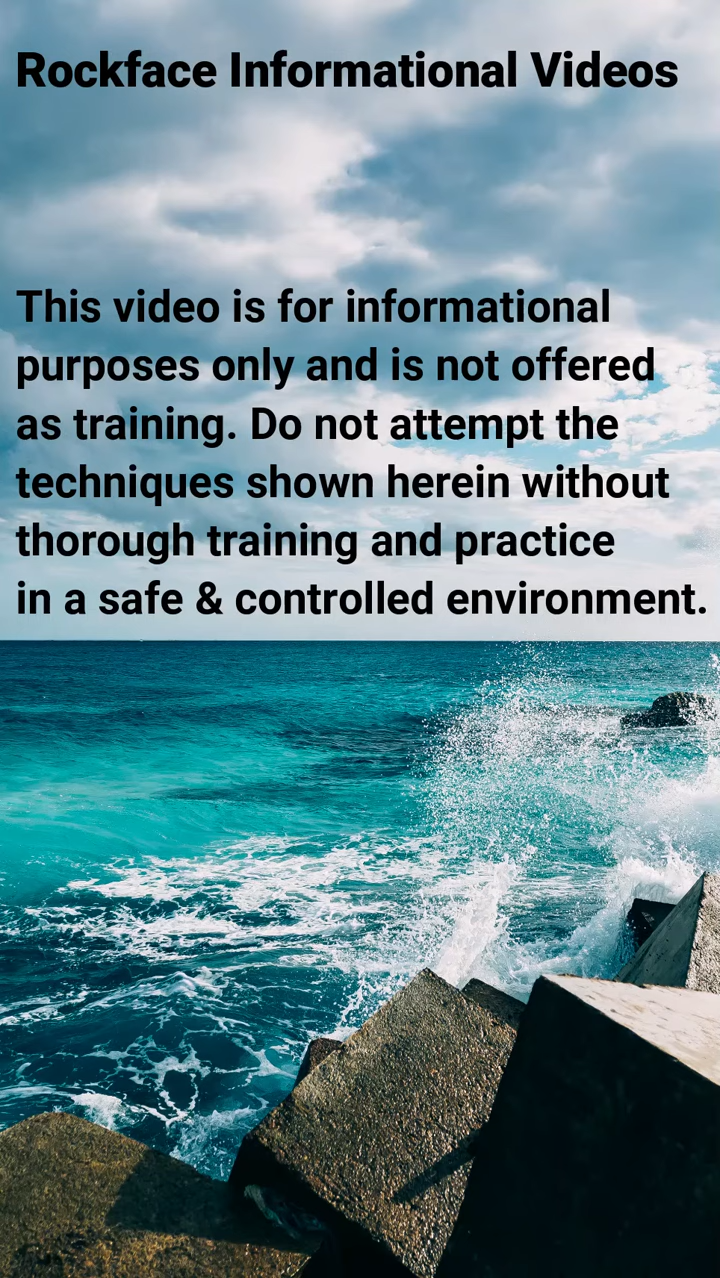 Rockface Informational Videos
This video is for informational
purposes only and is not offered
as training. Do not attempt the
techniques shown herein without
thorough training and practice
in a safe & controlled environment.